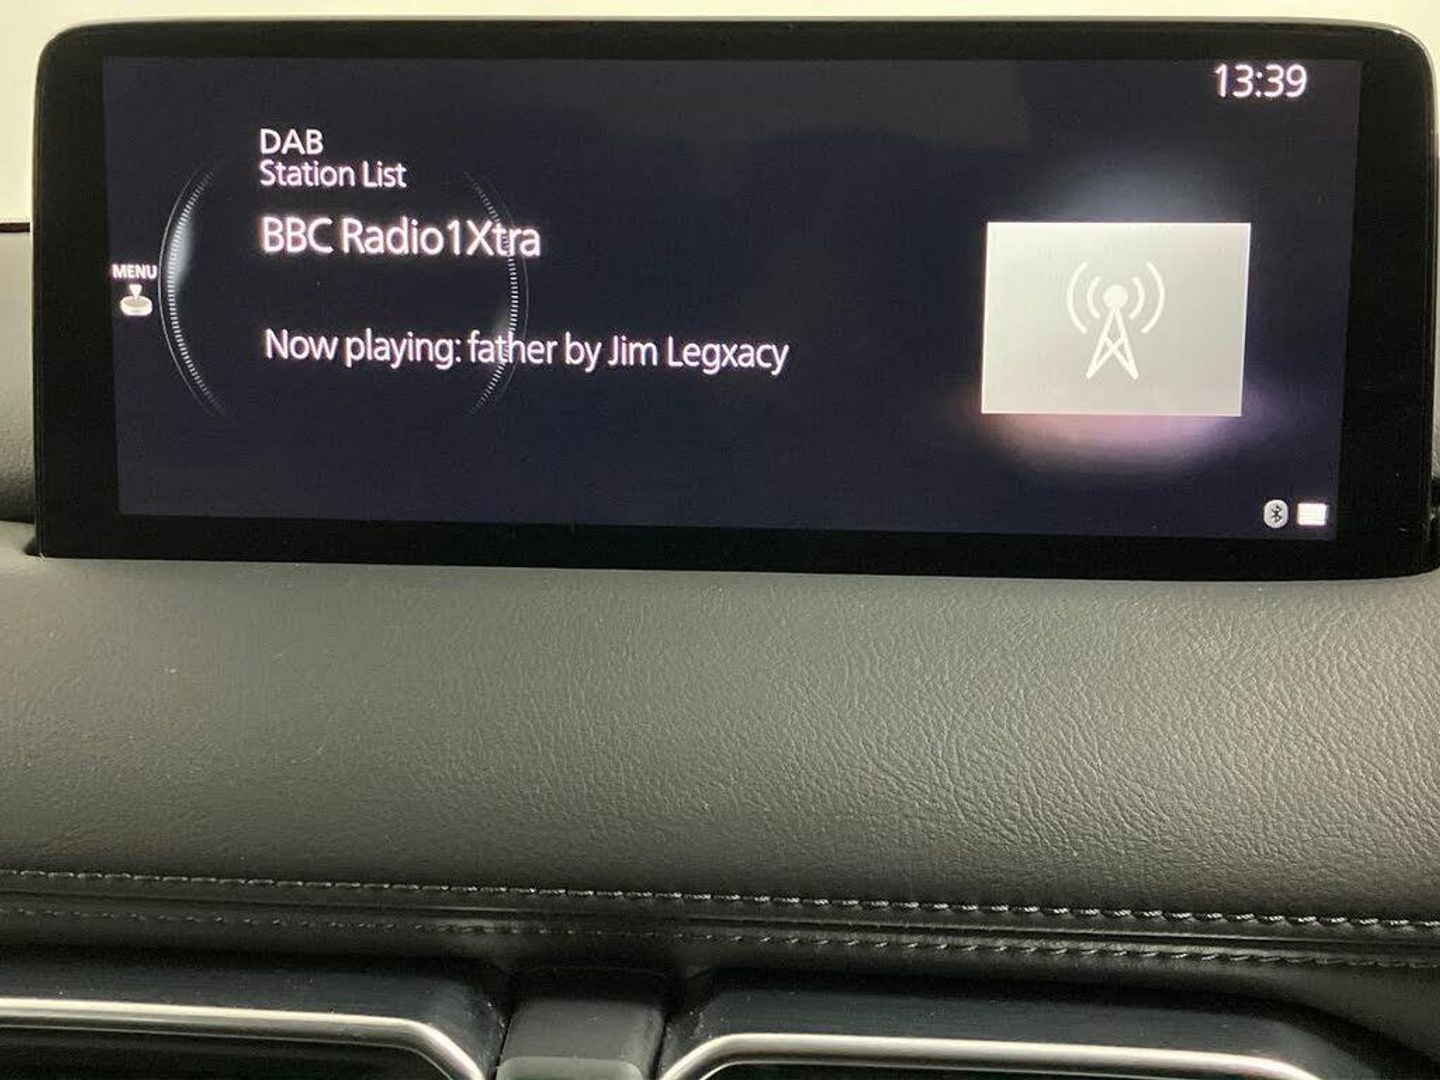 13:39
DAB
Station List
BBC Radio1Xtra
MENU
Now playing: father by Jim Legxacy